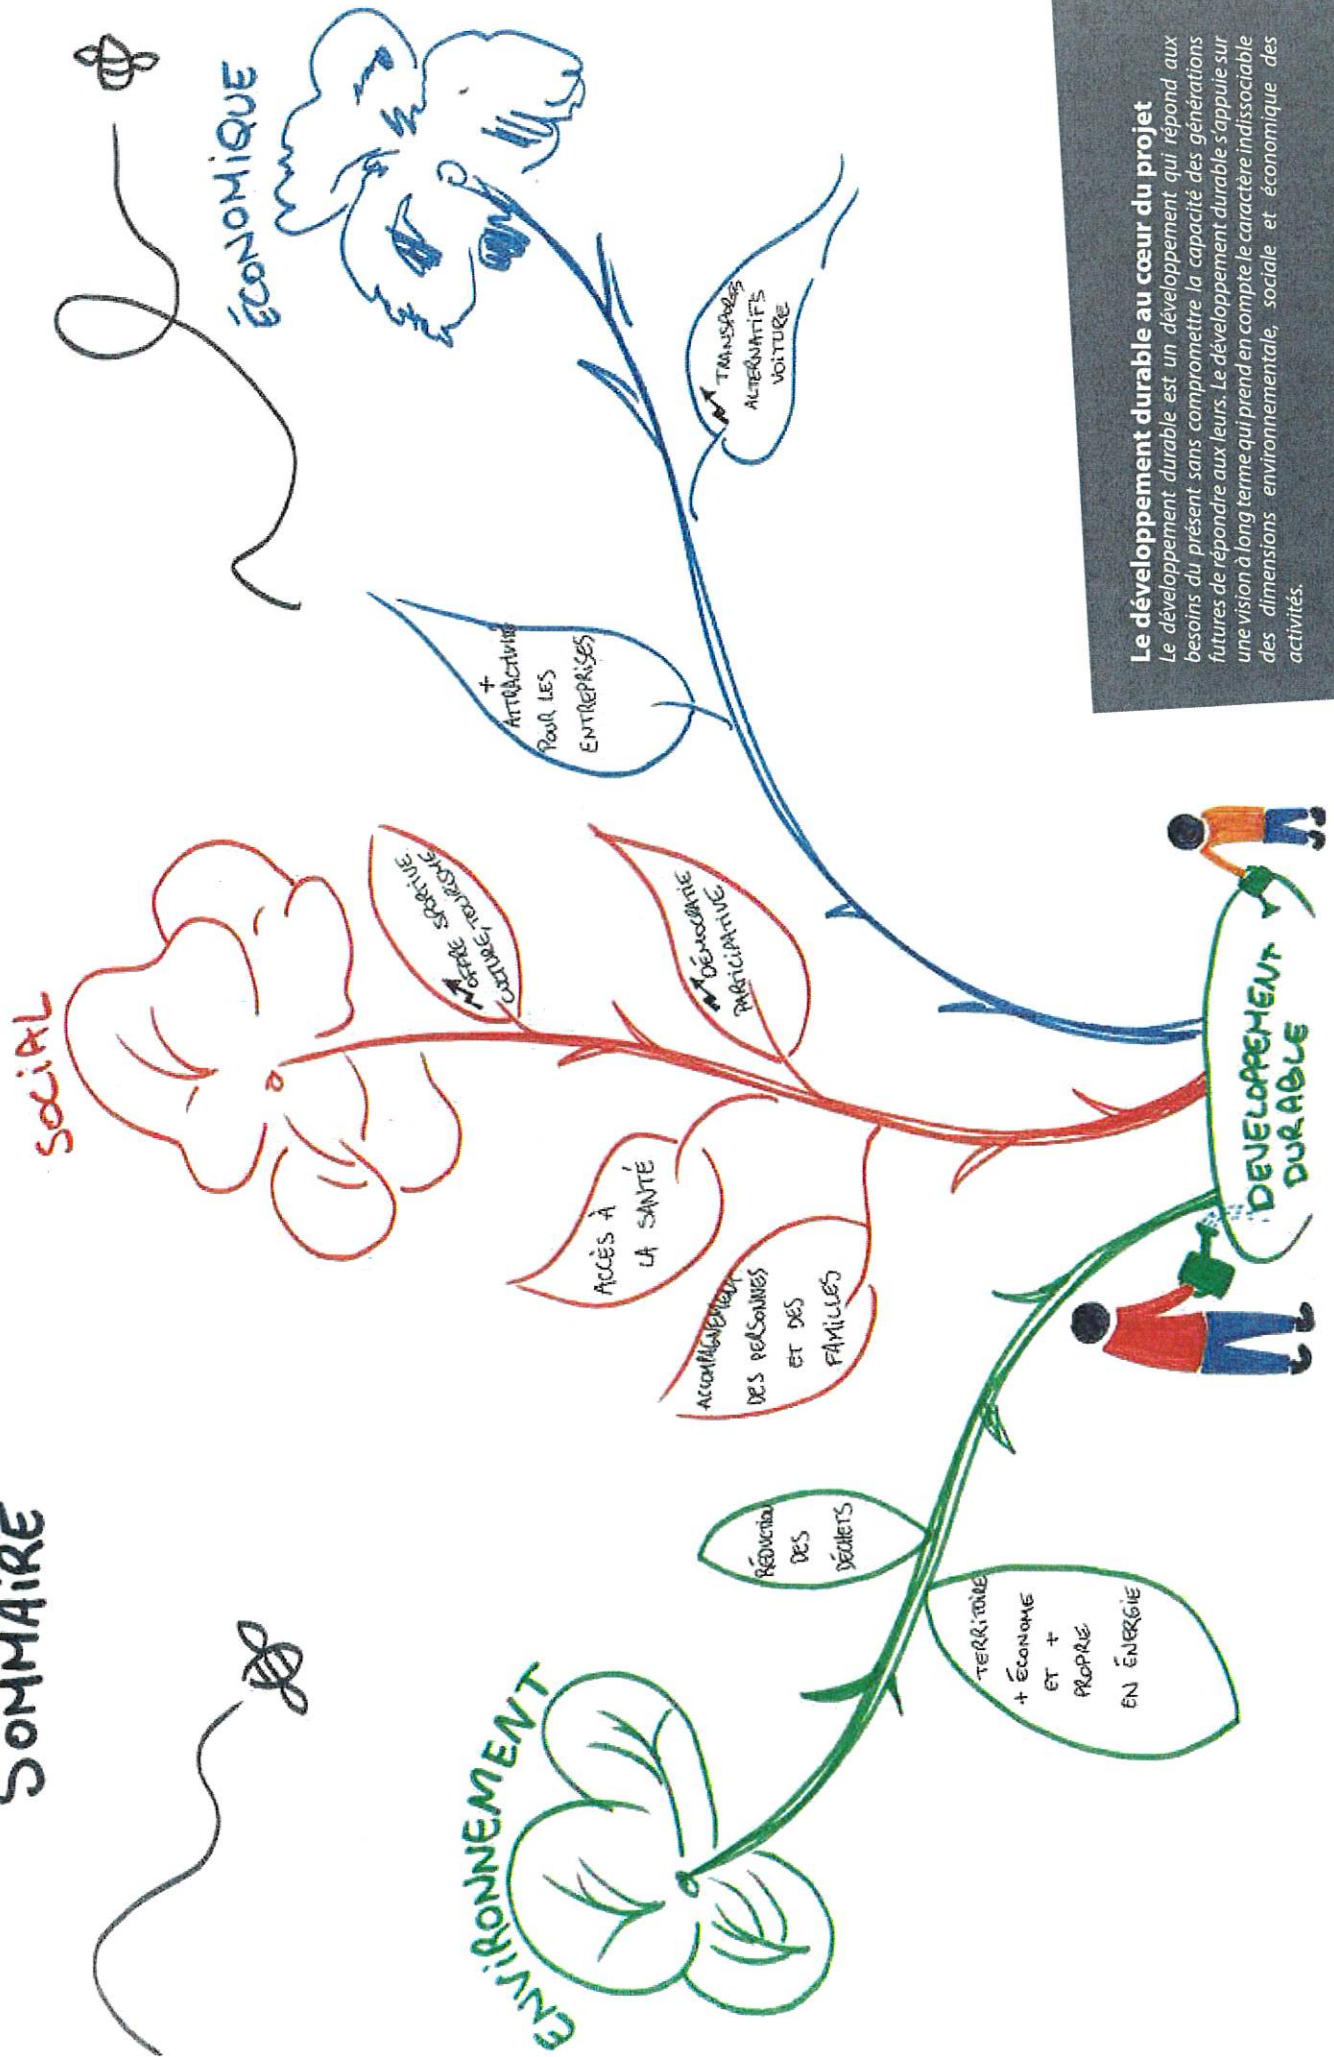 SOMMAIRE
ENVIRONNEMENT
RÉDUCTION
DES
DÉCHETS
TERRITOIRE
+ ÉCONOME
ET +
PROPRE
EN ÉNERGIE
SOCIAL
OFFRE SPORTIVE,
CULTURE, TOURISME
DÉMOCRATIE
PARTICIPATIVE
ACCÈS À
LA SANTÉ
ACCOMPAGNEMENT
DES PERSONNES
ET DES
FAMILLES
ÉCONOMIQUE
+
ATTRACTIVITÉ
POUR LES
ENTREPRISES
TRANSPORTS
ALTERNATIFS
VOITURE
DEVELOPPEMENT
DURABLE
Le développement durable au cœur du projet
Le développement durable est un développement qui répond aux
besoins du présent sans compromettre la capacité des générations
futures de répondre aux leurs. Le développement durable s'appuie sur
une vision à long terme qui prend en compte le caractère indissociable
des dimensions environnementale, sociale et économique des
activités.